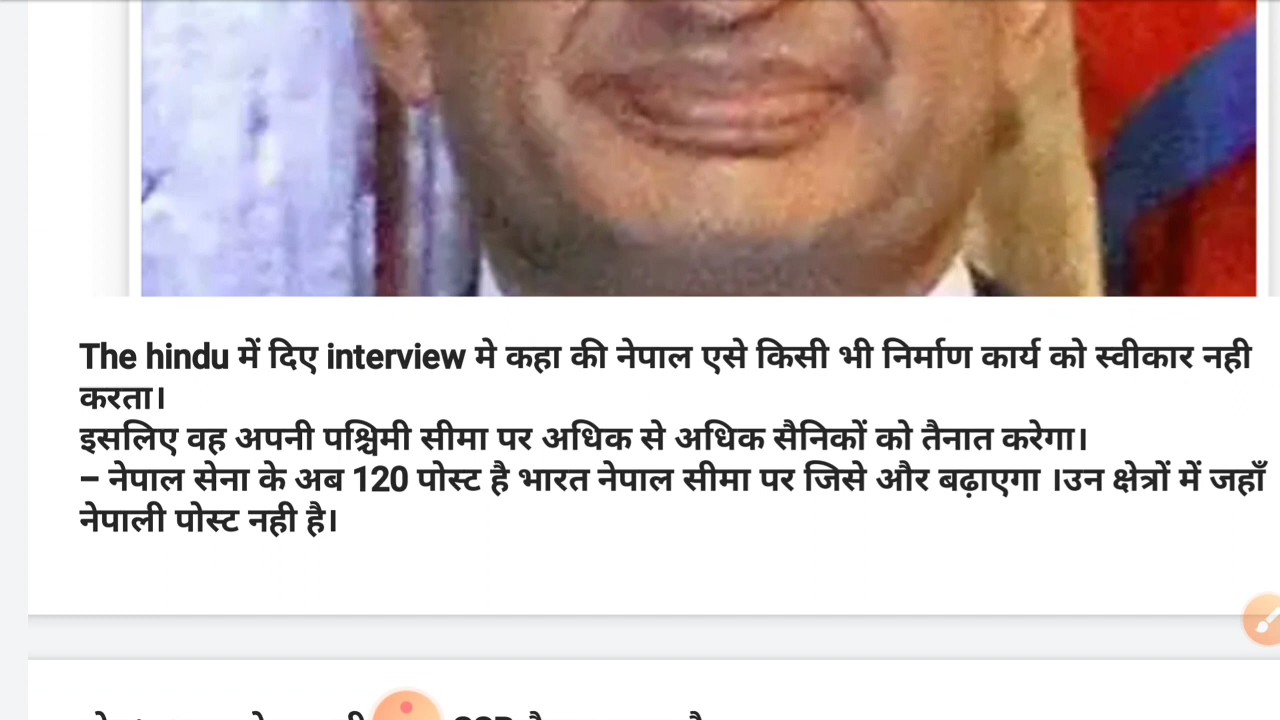 The hindu में दिए interview मे कहा की नेपाल एसे किसी भी निर्माण कार्य को स्वीकार नही
करता।
इसलिए वह अपनी पश्चिमी सीमा पर अधिक से अधिक सैनिकों को तैनात करेगा।
– नेपाल सेना के अब 120 पोस्ट है भारत नेपाल सीमा पर जिसे और बढ़ाएगा ।उन क्षेत्रों में जहाँ
नेपाली पोस्ट नही है।